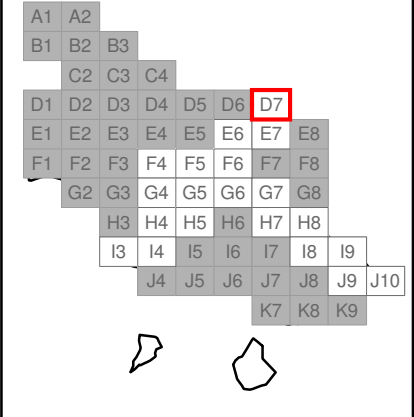 A1 A2
B1 B2 B3
C2 C3 C4
D1 D2 D3 D4 D5 D6 D7
E1 E2 E3 E4 E5 E6 E7 E8
F1 F2 F3 F4 F5 F6 F7 F8
G2 G3 G4 G5 G6 G7 G8
H3 H4 H5 H6 H7 H8
I3 I4 I5 I6 I7 I8 I9
J4 J5 J6 J7 J8 J9 J10
K7 K8 K9